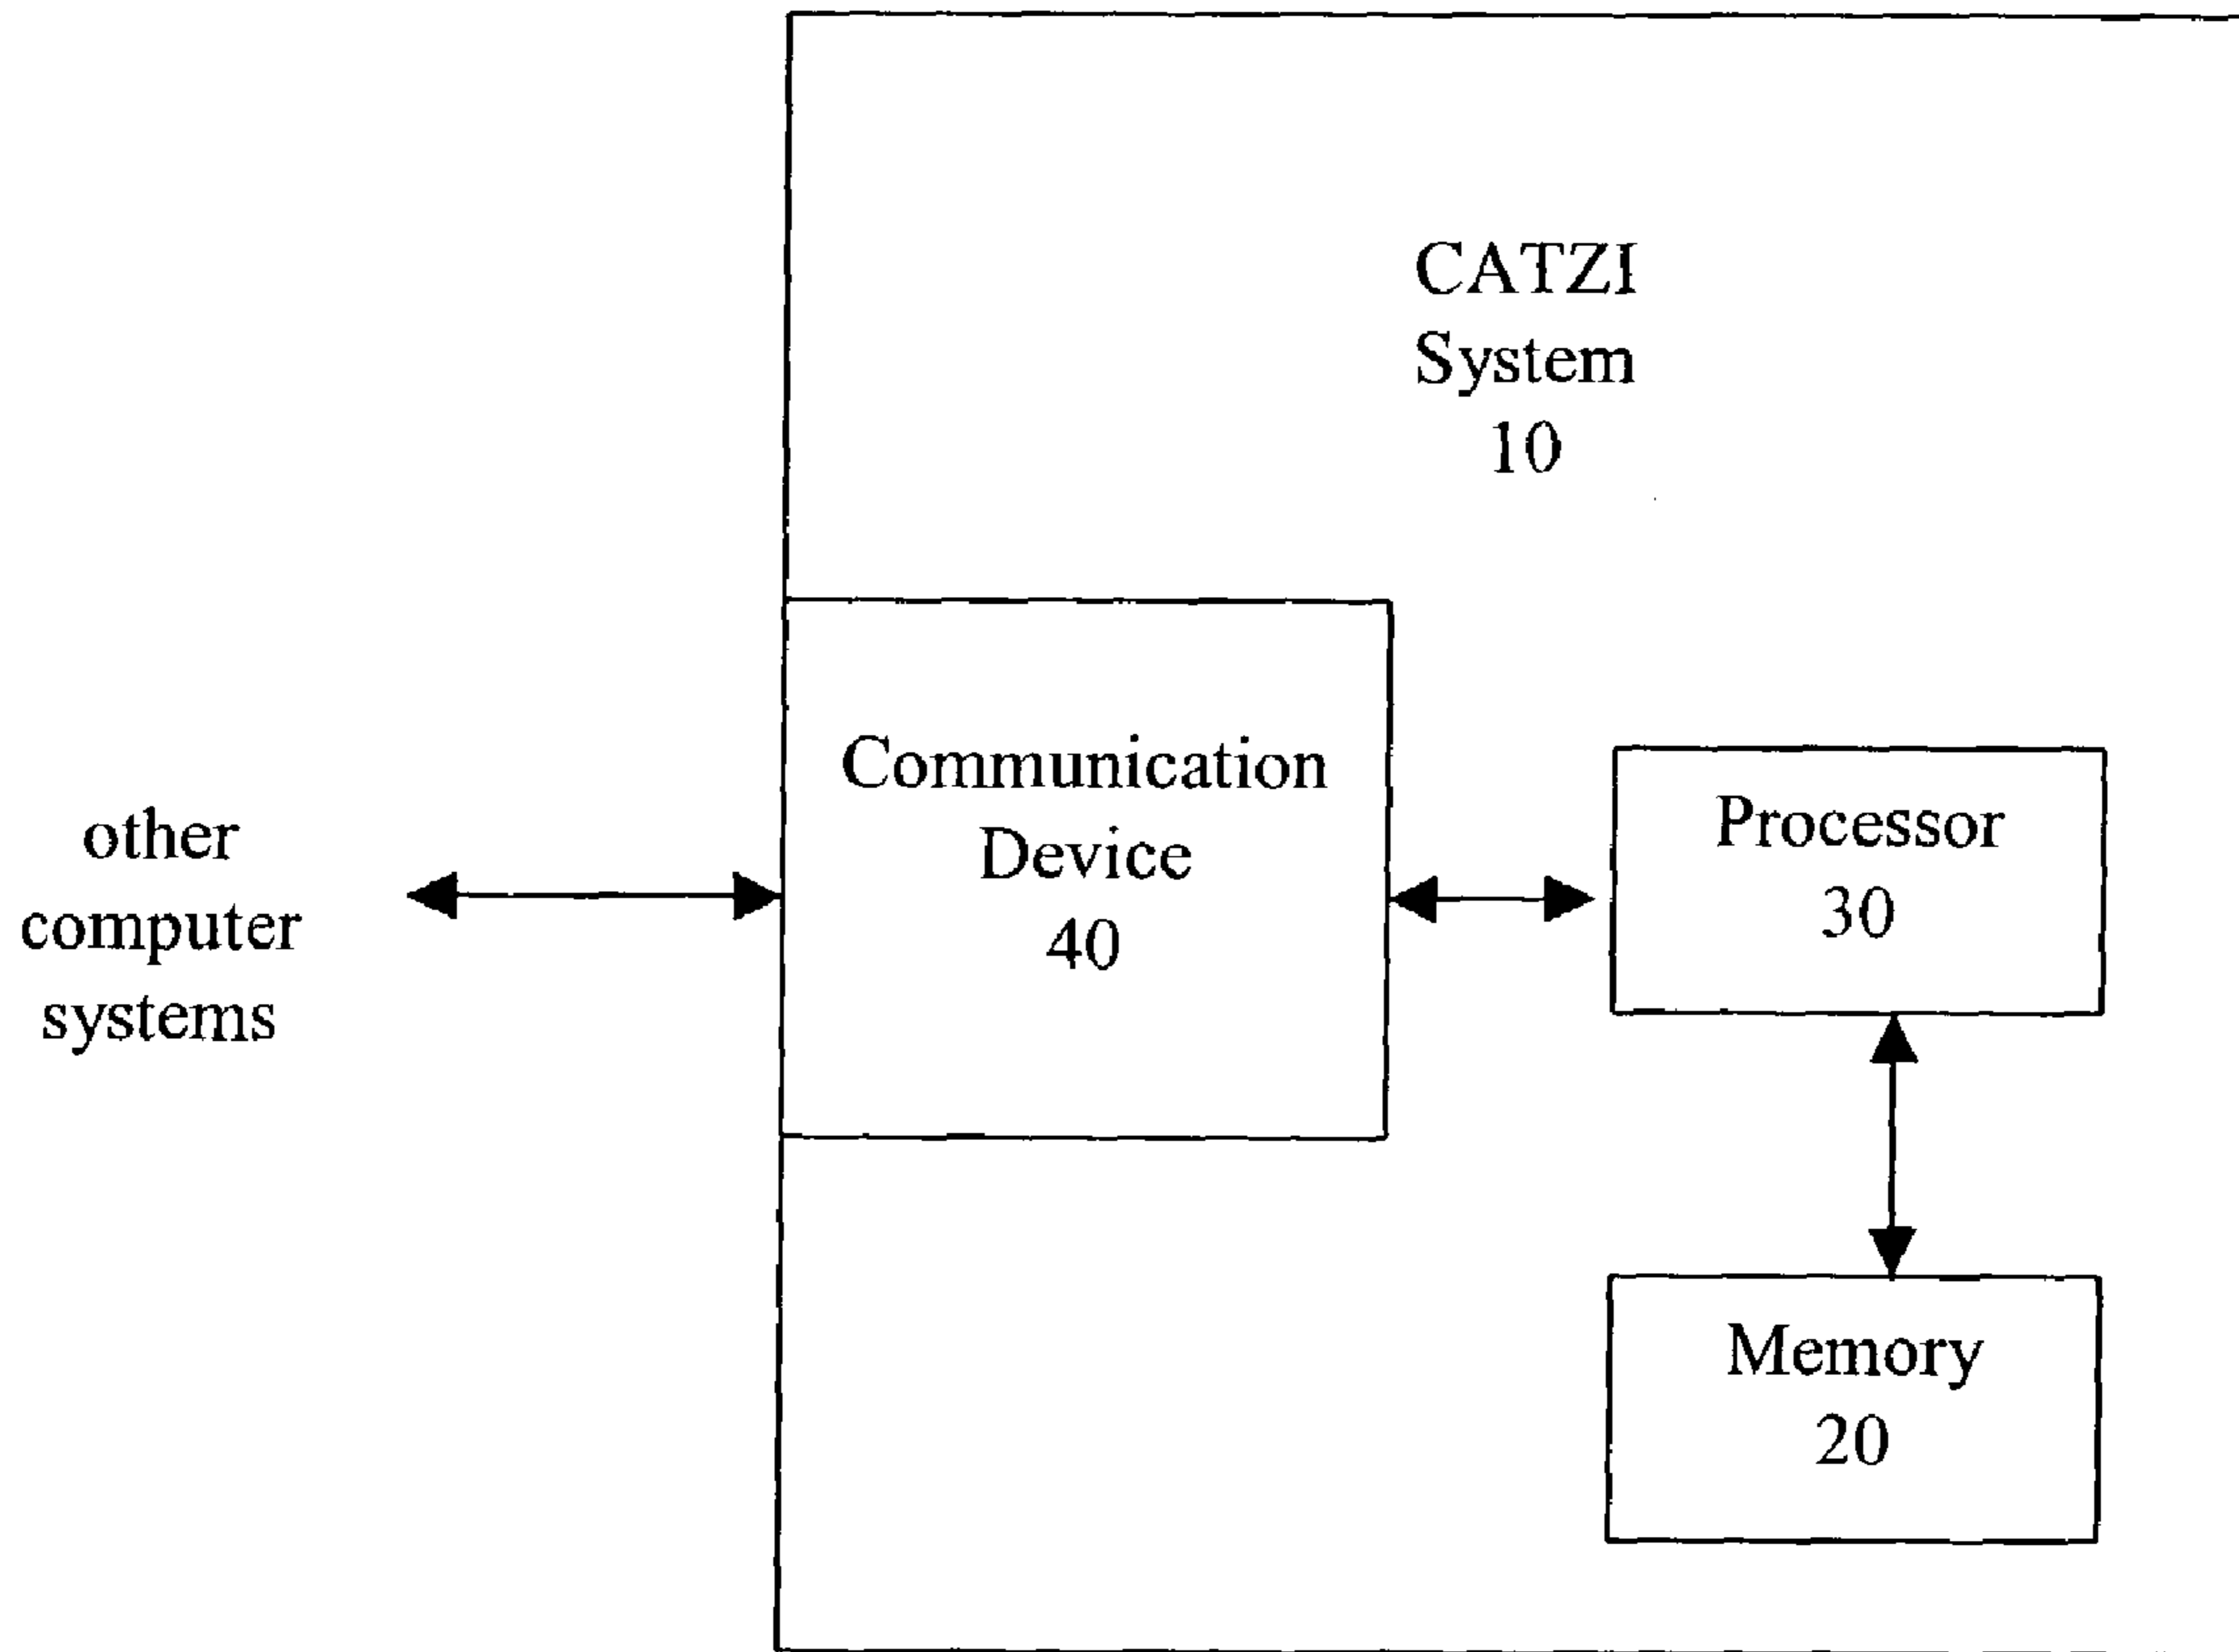 CATZI
System
10
Communication
Device
40
Processor
30
other
computer
systems
Memory
20